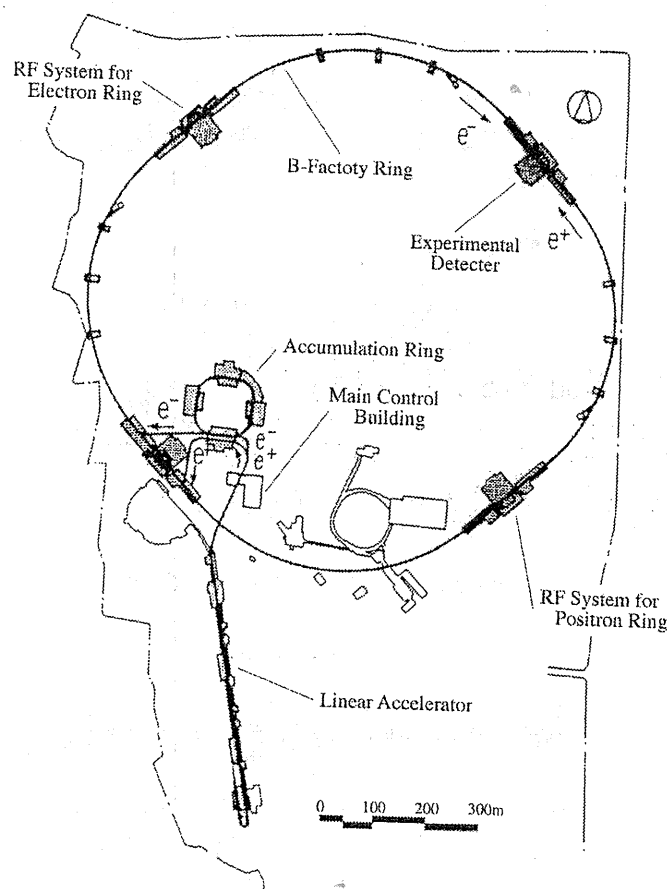 RF System for
Electron Ring
e⁻
B-Factoty Ring
Experimental
Detecter
e⁺
Accumulation Ring
Main Control
Building
e⁻
e⁻
e⁺
e⁺
RF System for
Positron Ring
Linear Accelerator
0 100 200 300m